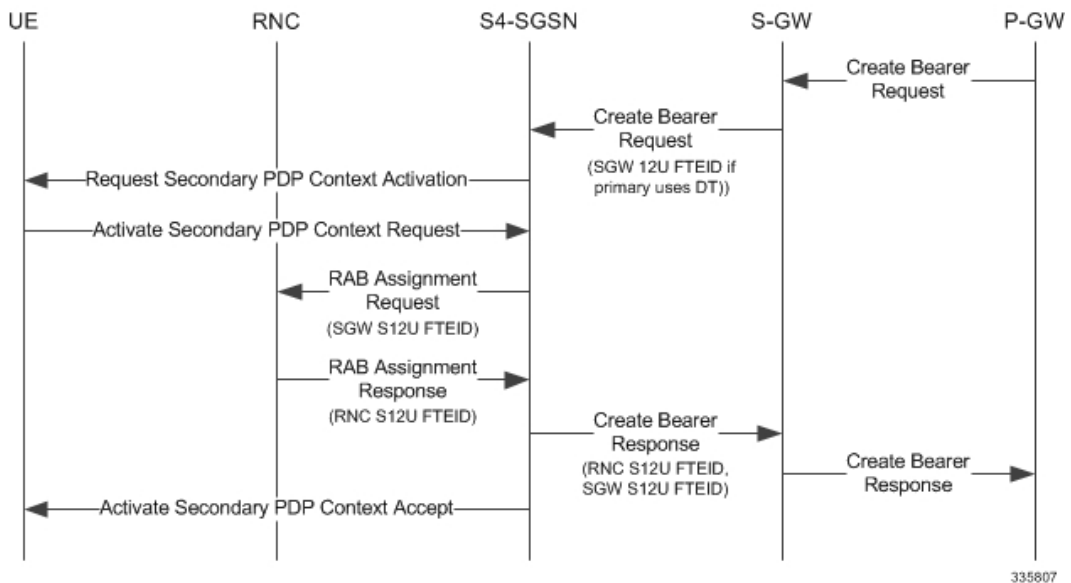 UE RNC S4-SGSN S-GW P-GW
Create Bearer
Request
Create Bearer
Request
(SGW 12U FTEID if
primary uses DT))
Request Secondary PDP Context Activation
Activate Secondary PDP Context Request
RAB Assignment
Request
(SGW S12U FTEID)
RAB Assignment
Response
(RNC S12U FTEID)
Create Bearer
Response
(RNC S12U FTEID,
SGW S12U FTEID)
Create Bearer
Response
Activate Secondary PDP Context Accept
335807